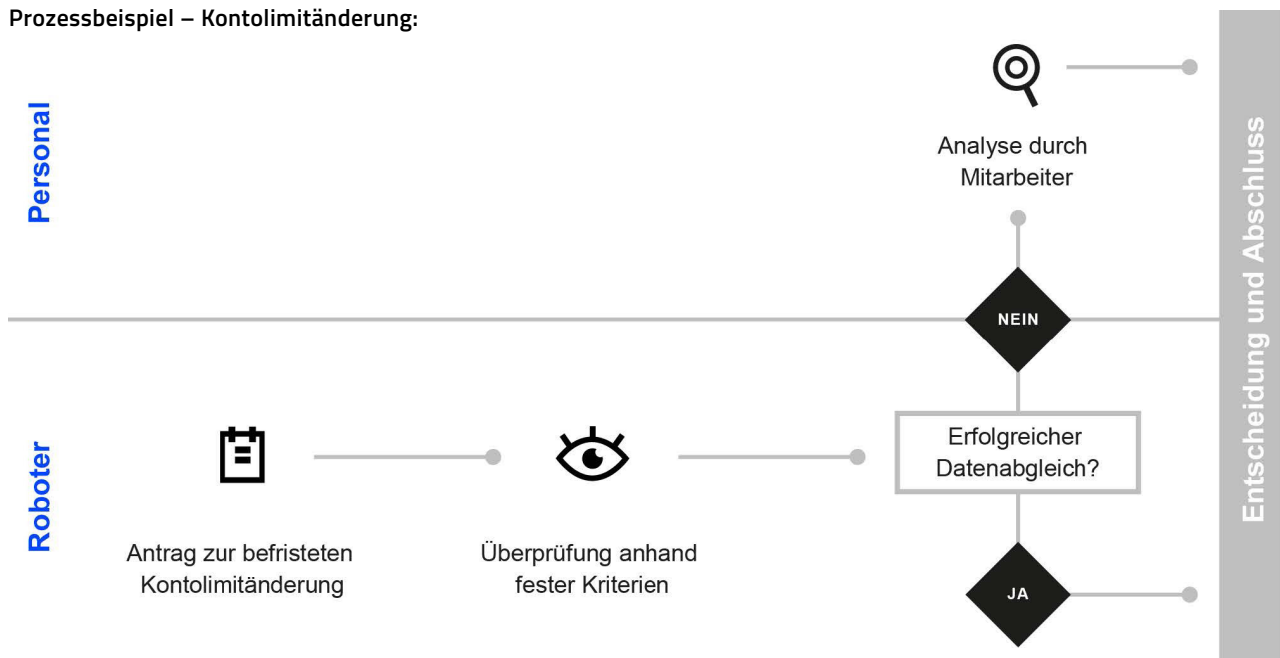 Prozessbeispiel – Kontolimitänderung:
Personal
Analyse durch
Mitarbeiter
NEIN
Roboter
Antrag zur befristeten
Kontolimitänderung
Überprüfung anhand
fester Kriterien
Erfolgreicher
Datenabgleich?
JA
Entscheidung und Abschluss